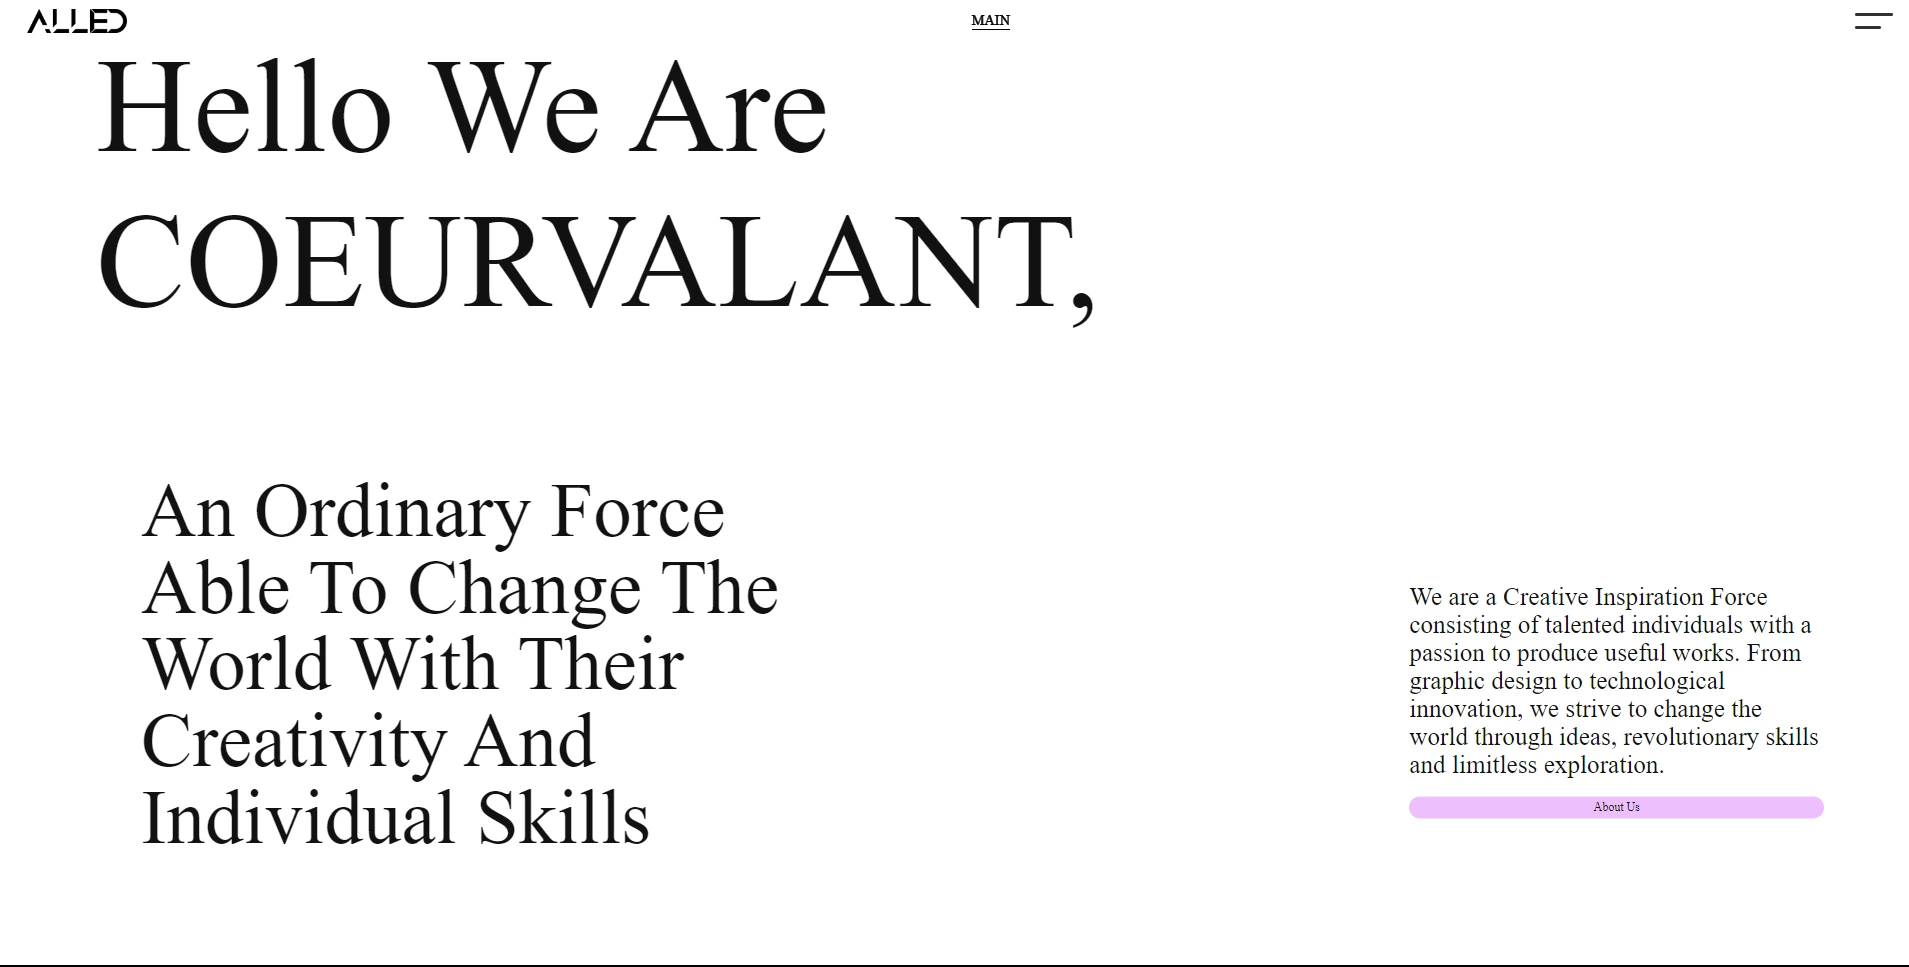 ALLED
MAIN
Hello We Are
COEURVALANT,
An Ordinary Force
Able To Change The
World With Their
Creativity And
Individual Skills
We are a Creative Inspiration Force
consisting of talented individuals with a
passion to produce useful works. From
graphic design to technological
innovation, we strive to change the
world through ideas, revolutionary skills
and limitless exploration.
About Us